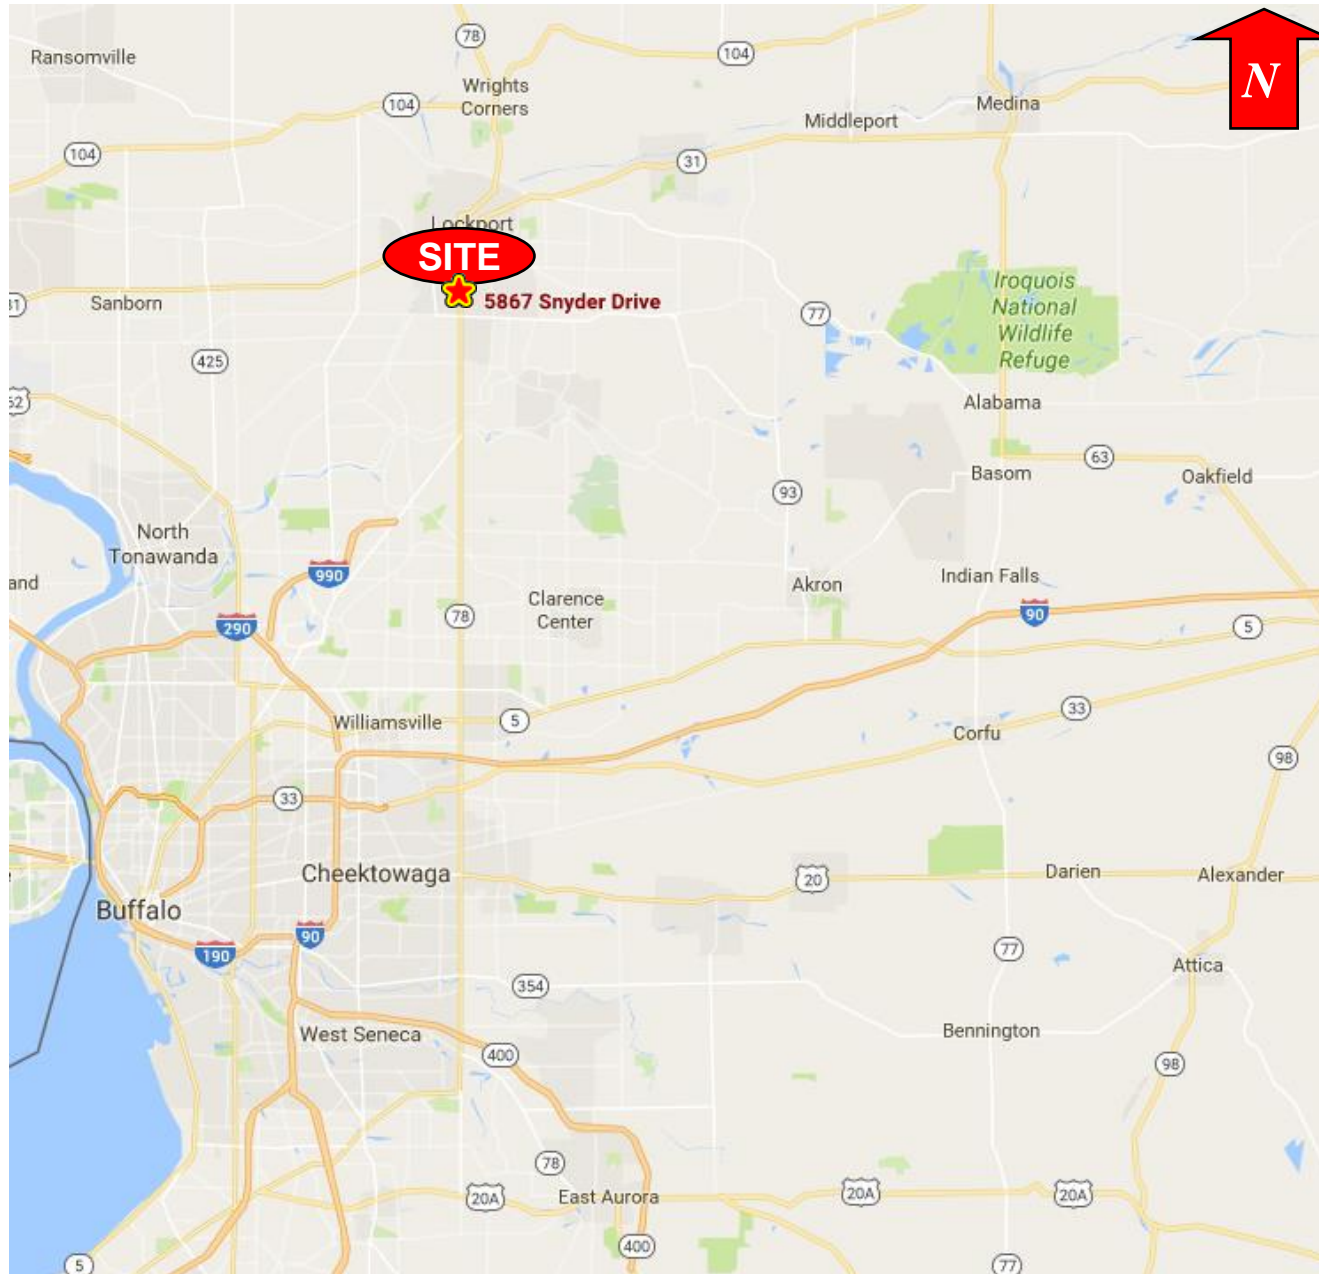 78
Ransomville
104
N
Wrights
Corners
104
Medina
Middleport
104
31
Lockport
SITE
Iroquois
National
Wildlife
Refuge
5867 Snyder Drive
Sanborn
77
425
Alabama
63
Basom
Oakfield
93
North
Tonawanda
990
Indian Falls
Akron
Clarence
Center
90
78
290
5
33
Williamsville
5
Corfu
98
33
Cheektowaga
20
Darien
Alexander
Buffalo
90
190
77
Attica
354
West Seneca
Bennington
400
98
78
20A
East Aurora
20A
20A
400
5
77